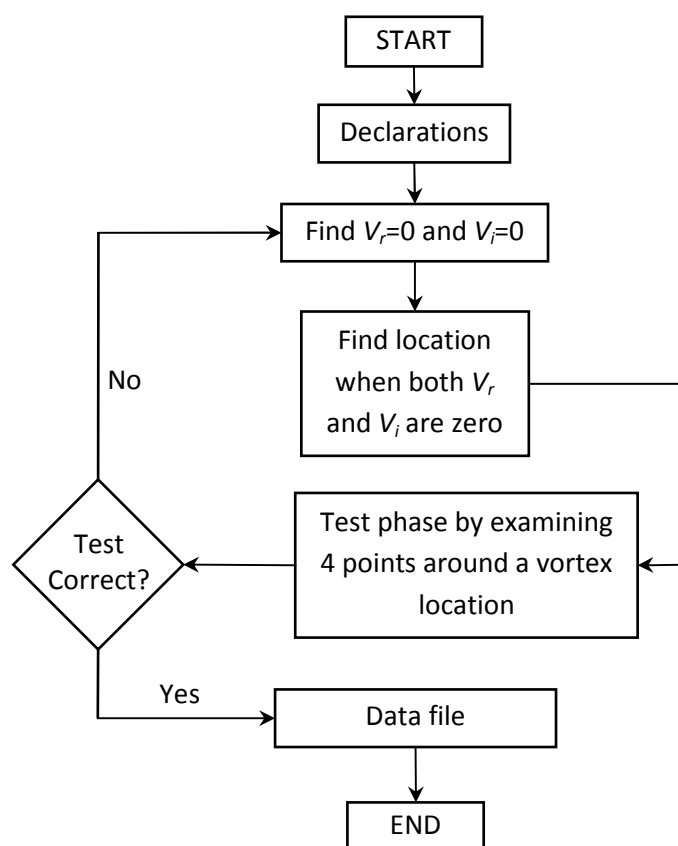 START
Declarations
Find Vr=0 and Vi=0
Find location
when both Vr
and Vi are zero
No
Test phase by examining
4 points around a vortex
location
Test
Correct?
Yes
Data file
END